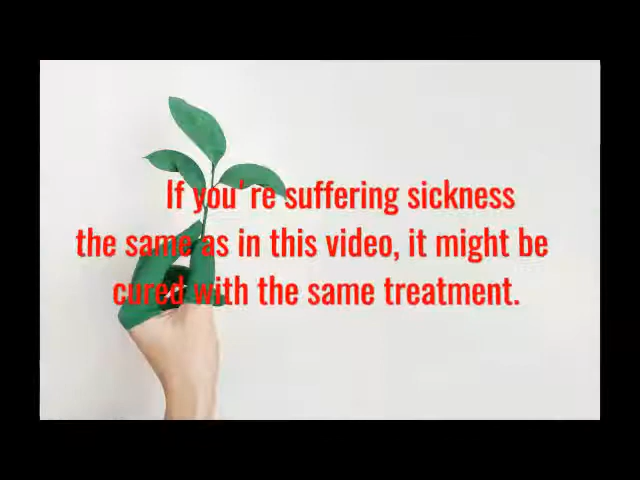 If you're suffering sickness
the same as in this video, it might be
cured with the same treatment.